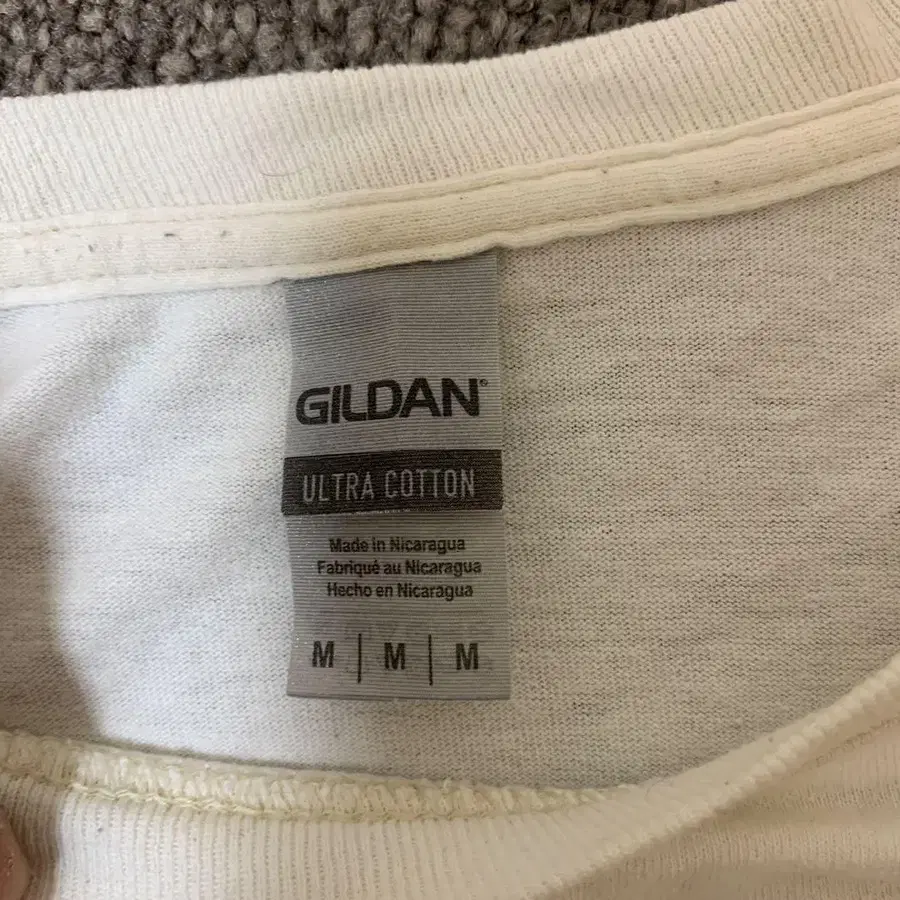 GILDAN®
ULTRA COTTON
Made in Nicaragua
Fabriqué au Nicaragua
Hecho en Nicaragua
M | M | M